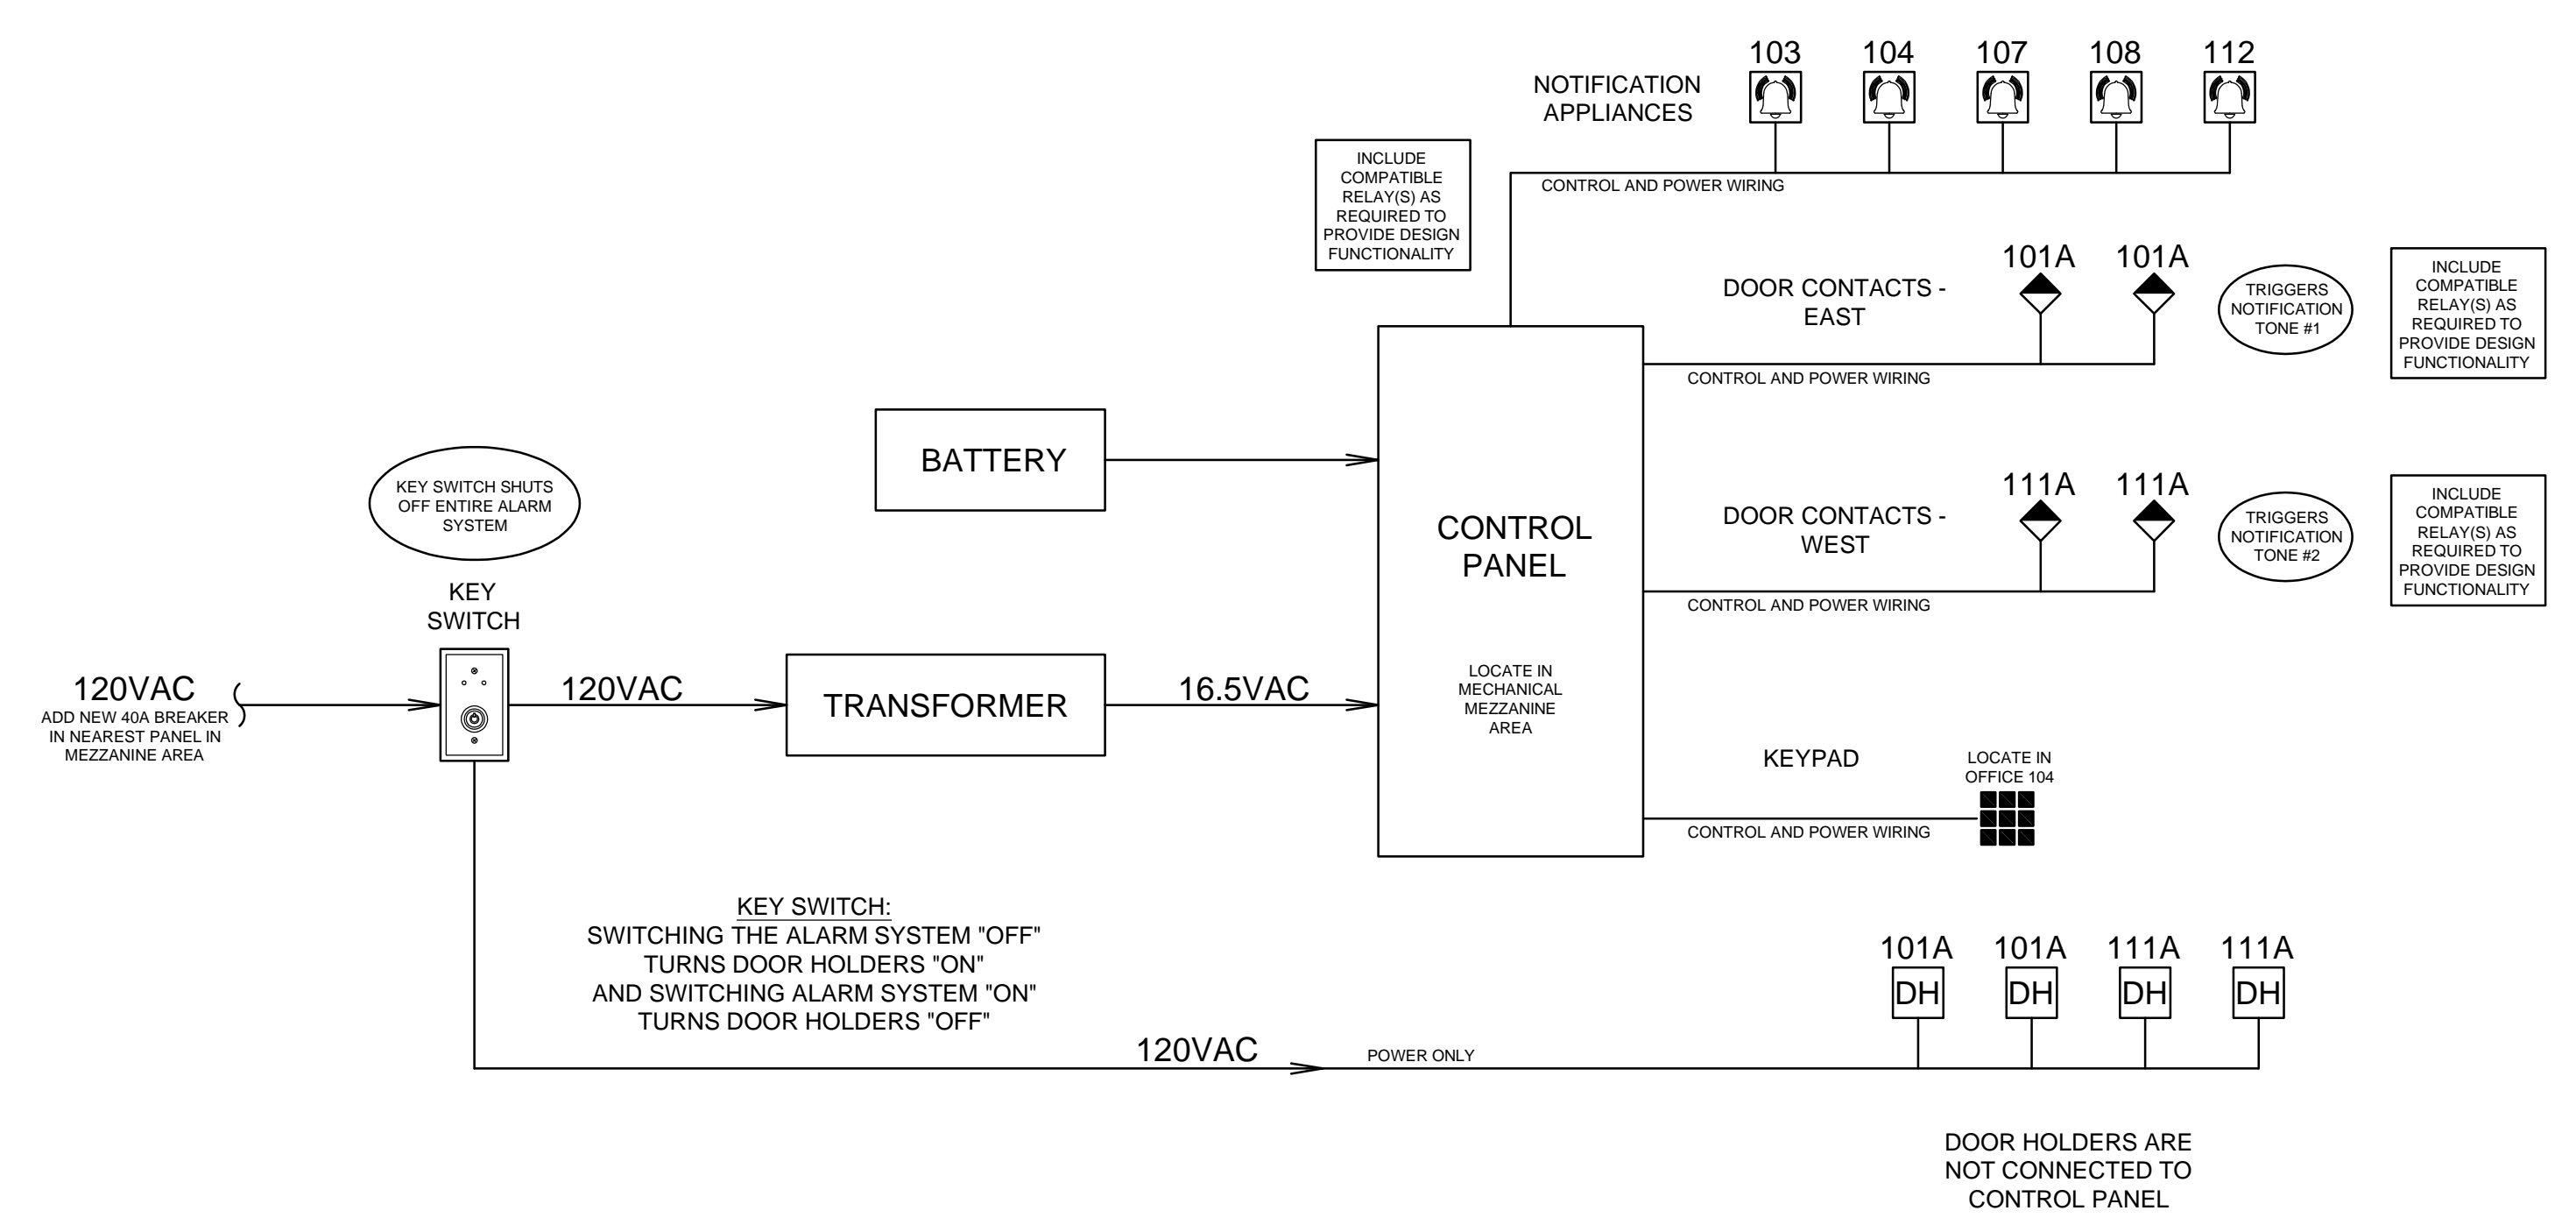 103
104
107
108
112
NOTIFICATION
APPLIANCES
INCLUDE
COMPATIBLE
RELAY(S) AS
REQUIRED TO
PROVIDE DESIGN
FUNCTIONALITY
CONTROL AND POWER WIRING
DOOR CONTACTS -
EAST
101A
101A
TRIGGERS
NOTIFICATION
TONE #1
INCLUDE
COMPATIBLE
RELAY(S) AS
REQUIRED TO
PROVIDE DESIGN
FUNCTIONALITY
CONTROL AND POWER WIRING
BATTERY
KEY SWITCH SHUTS
OFF ENTIRE ALARM
SYSTEM
CONTROL
PANEL
LOCATE IN
MECHANICAL
MEZZANINE
AREA
DOOR CONTACTS -
WEST
111A
111A
TRIGGERS
NOTIFICATION
TONE #2
INCLUDE
COMPATIBLE
RELAY(S) AS
REQUIRED TO
PROVIDE DESIGN
FUNCTIONALITY
CONTROL AND POWER WIRING
KEY
SWITCH
120VAC
ADD NEW 40A BREAKER
IN NEAREST PANEL IN
MEZZANINE AREA
120VAC
TRANSFORMER
16.5VAC
KEYPAD
LOCATE IN
OFFICE 104
CONTROL AND POWER WIRING
KEY SWITCH:
SWITCHING THE ALARM SYSTEM "OFF"
TURNS DOOR HOLDERS "ON"
AND SWITCHING ALARM SYSTEM "ON"
TURNS DOOR HOLDERS "OFF"
101A
101A
111A
111A
DH
DH
DH
DH
120VAC
POWER ONLY
DOOR HOLDERS ARE
NOT CONNECTED TO
CONTROL PANEL